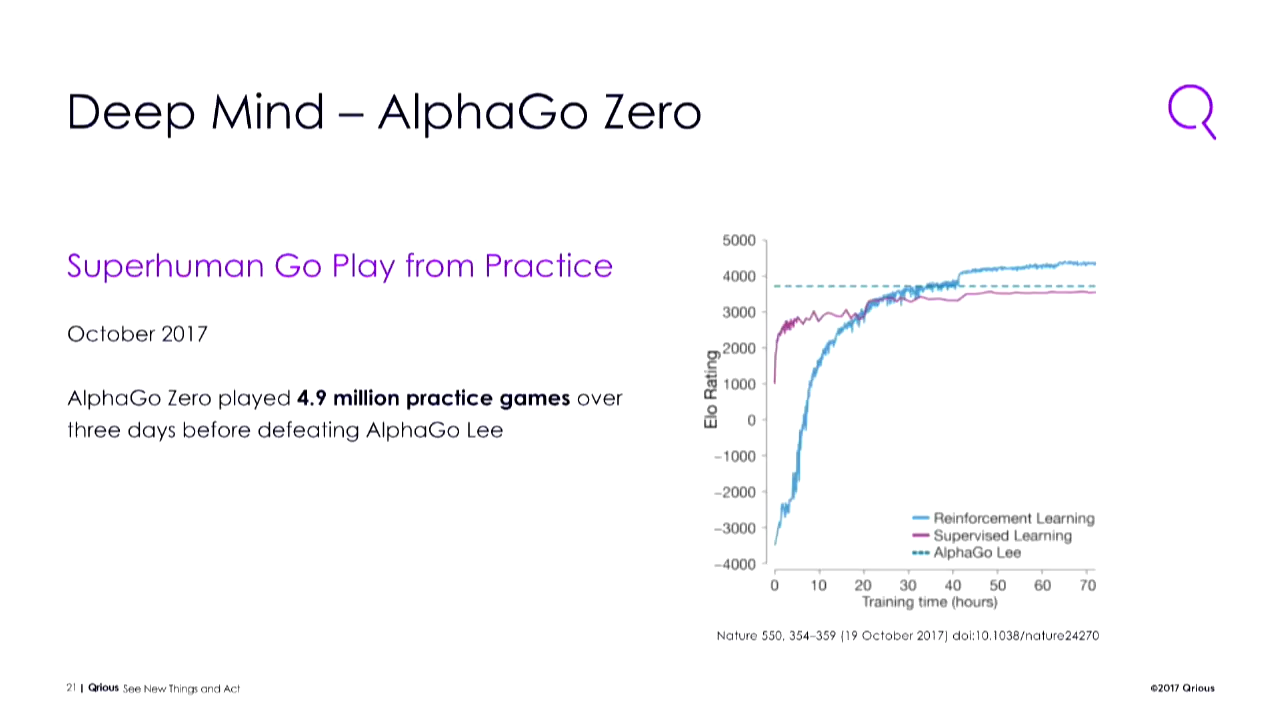 Deep Mind – AlphaGo Zero
Superhuman Go Play from Practice
October 2017
AlphaGo Zero played 4.9 million practice games over
three days before defeating AlphaGo Lee
5000
4000
3000
2000
1000
0
−1000
−2000
−3000
−4000
Elo Rating
Reinforcement Learning
Supervised Learning
AlphaGo Lee
0 10 20 30 40 50 60 70
Training time (hours)
Nature 550, 354–359 (19 October 2017) doi:10.1038/nature24270
21 | Qrious See New Things and Act
©2017 Qrious